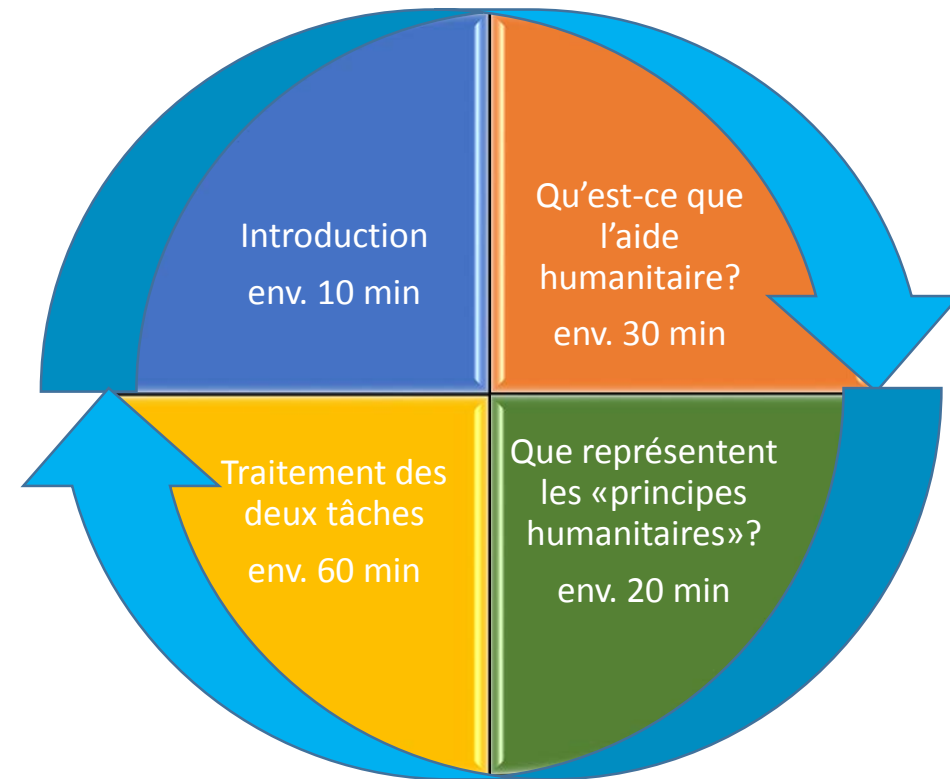 Introduction
env. 10 min
Qu’est-ce que
l’aide
humanitaire?
env. 30 min
Traitement des
deux tâches
env. 60 min
Que représentent
les «principes
humanitaires»?
env. 20 min